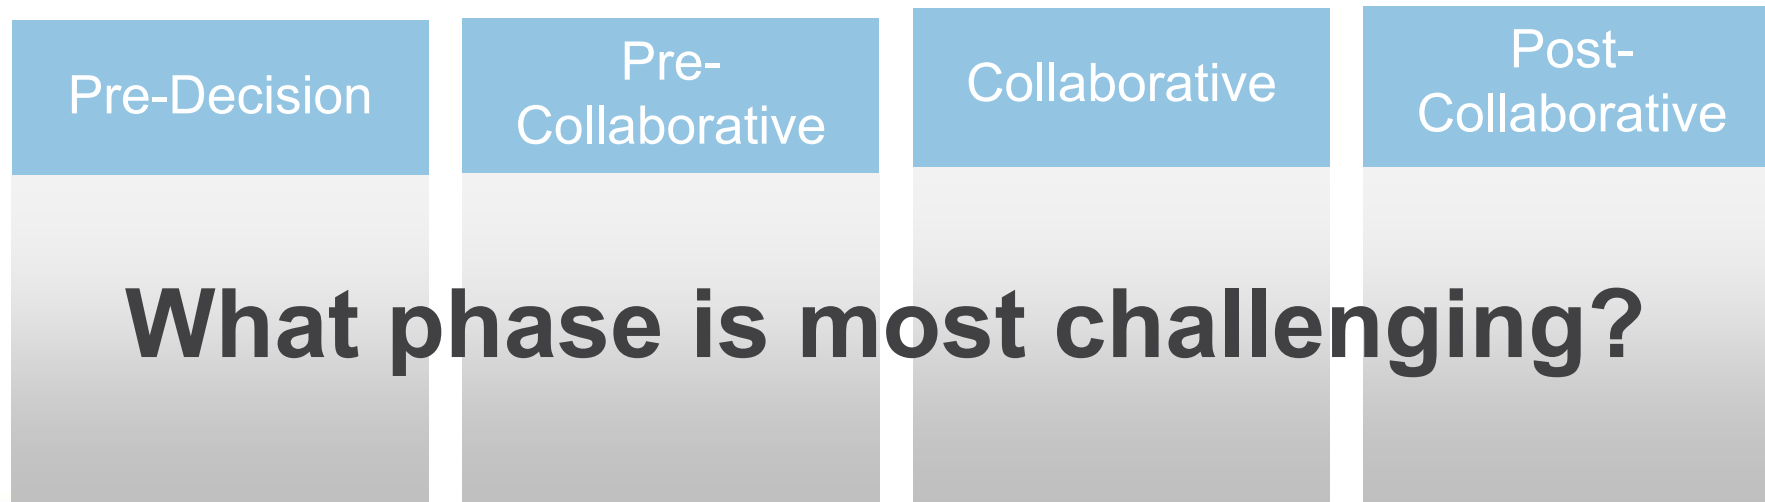 Pre-Decision
Pre-
Collaborative
Collaborative
Post-
Collaborative
What phase is most challenging?